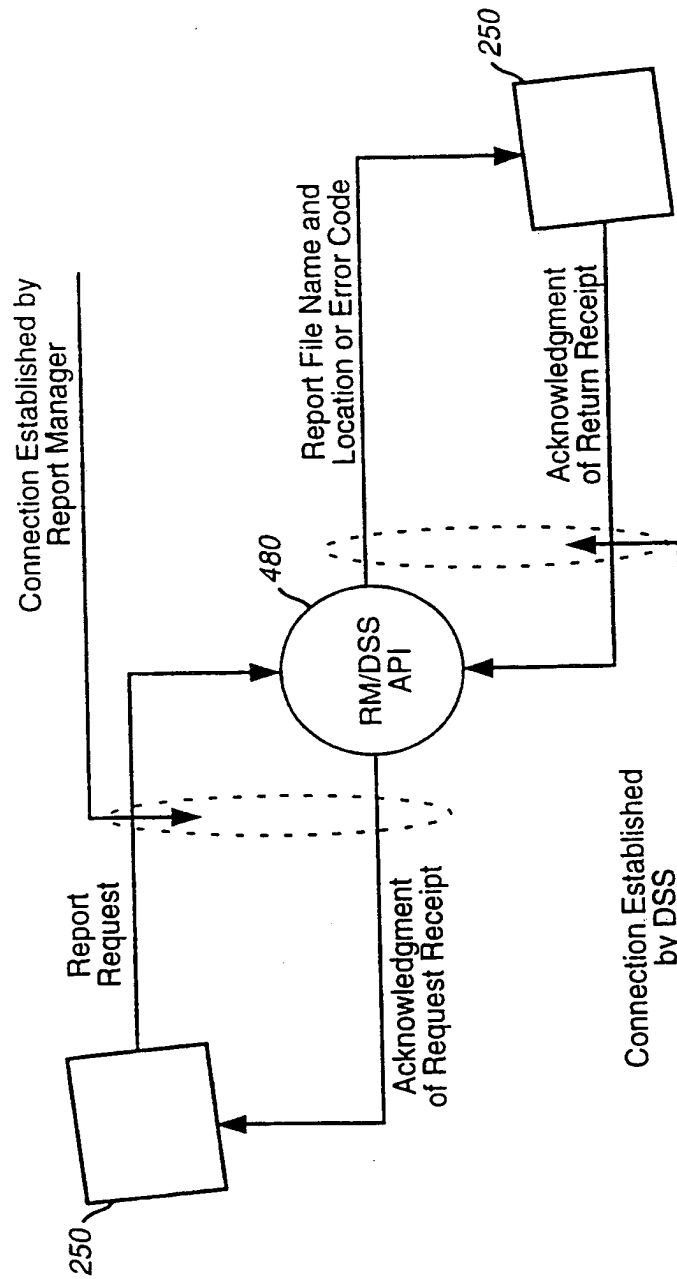 Connection Established by
Report Manager
250
Report
Request
Acknowledgment
of Request Receipt
480
RM/DSS
API
Report File Name and
Location or Error Code
250
Acknowledgment
of Return Receipt
Connection Established
by DSS